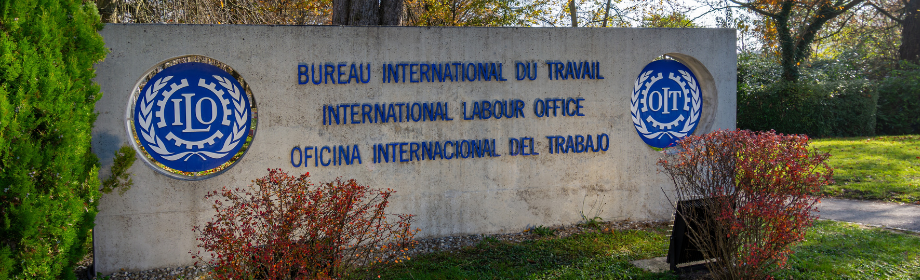 ILO
BUREAU INTERNATIONAL DU TRAVAIL
INTERNATIONAL LABOUR OFFICE
OFICINA INTERNACIONAL DEL TRABAJO
OIT